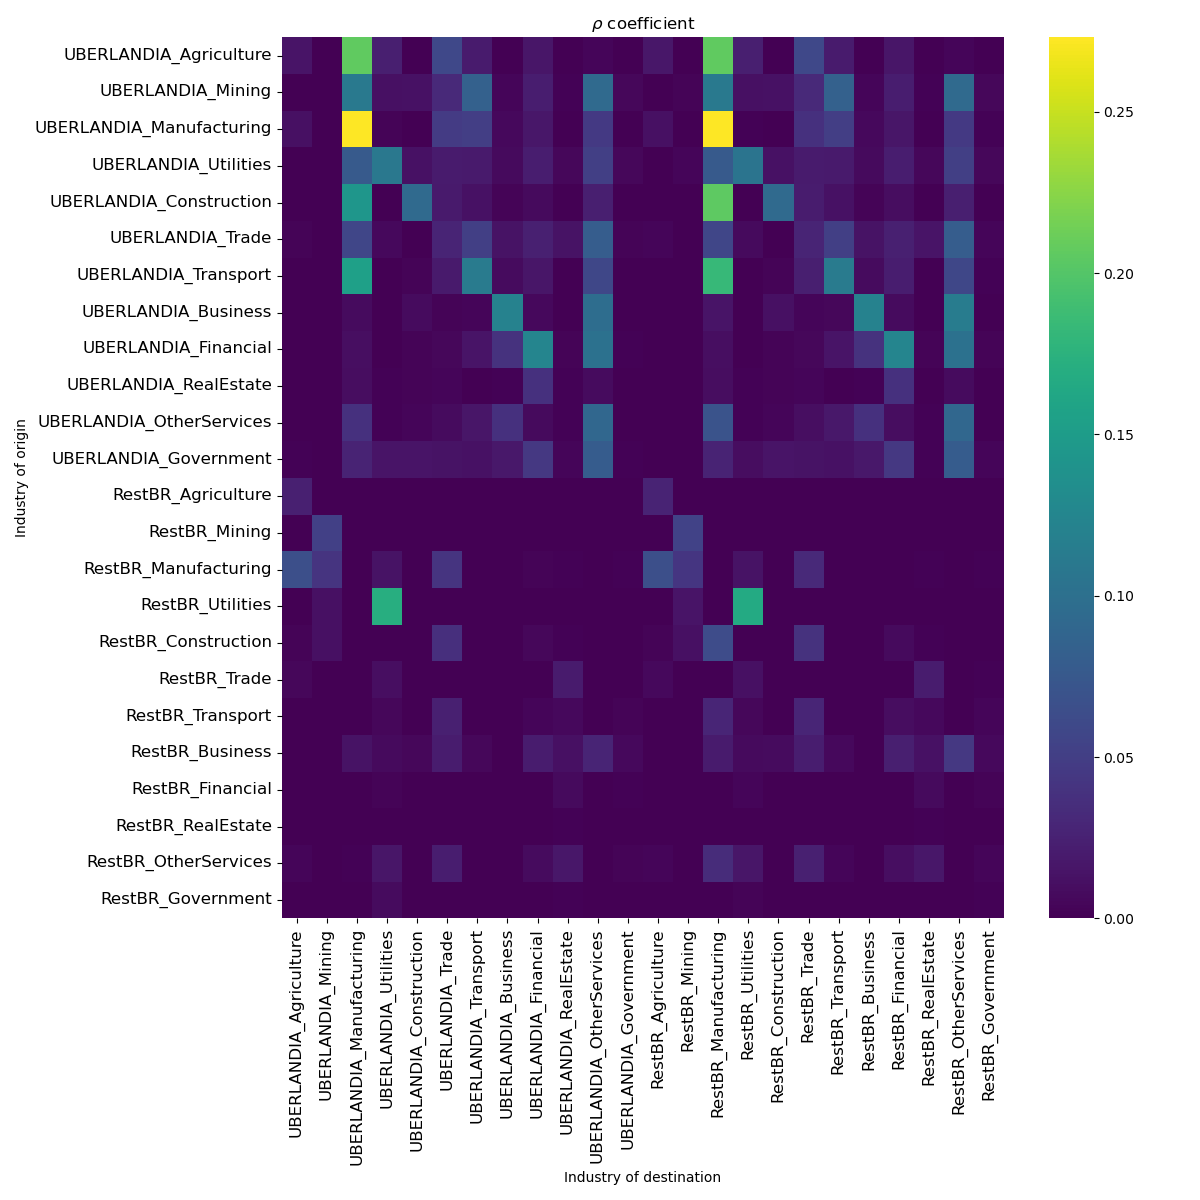 ρ coefficient
Industry of origin
UBERLANDIA_Agriculture
UBERLANDIA_Mining
UBERLANDIA_Manufacturing
UBERLANDIA_Utilities
UBERLANDIA_Construction
UBERLANDIA_Trade
UBERLANDIA_Transport
UBERLANDIA_Business
UBERLANDIA_Financial
UBERLANDIA_RealEstate
UBERLANDIA_OtherServices
UBERLANDIA_Government
RestBR_Agriculture
RestBR_Mining
RestBR_Manufacturing
RestBR_Utilities
RestBR_Construction
RestBR_Trade
RestBR_Transport
RestBR_Business
RestBR_Financial
RestBR_RealEstate
RestBR_OtherServices
RestBR_Government
UBERLANDIA_Agriculture
UBERLANDIA_Mining
UBERLANDIA_Manufacturing
UBERLANDIA_Utilities
UBERLANDIA_Construction
UBERLANDIA_Trade
UBERLANDIA_Transport
UBERLANDIA_Business
UBERLANDIA_Financial
UBERLANDIA_RealEstate
UBERLANDIA_OtherServices
UBERLANDIA_Government
RestBR_Agriculture
RestBR_Mining
RestBR_Manufacturing
RestBR_Utilities
RestBR_Construction
RestBR_Trade
RestBR_Transport
RestBR_Business
RestBR_Financial
RestBR_RealEstate
RestBR_OtherServices
RestBR_Government
Industry of destination
0.25
0.20
0.15
0.10
0.05
0.00